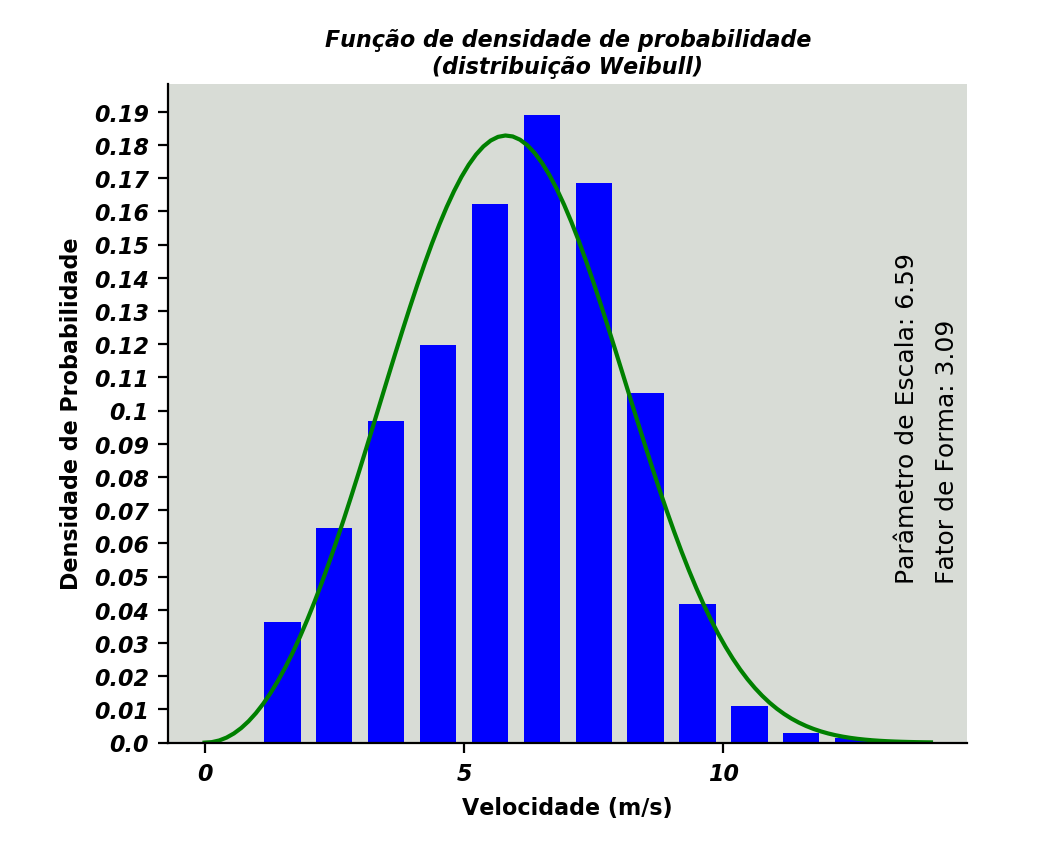 Função de densidade de probabilidade
(distribuição Weibull)
Densidade de Probabilidade
0.19
0.18
0.17
0.16
0.15
0.14
0.13
0.12
0.11
0.1
0.09
0.08
0.07
0.06
0.05
0.04
0.03
0.02
0.01
0.0
Parâmetro de Escala: 6.59
Fator de Forma: 3.09
0 5 10
Velocidade (m/s)